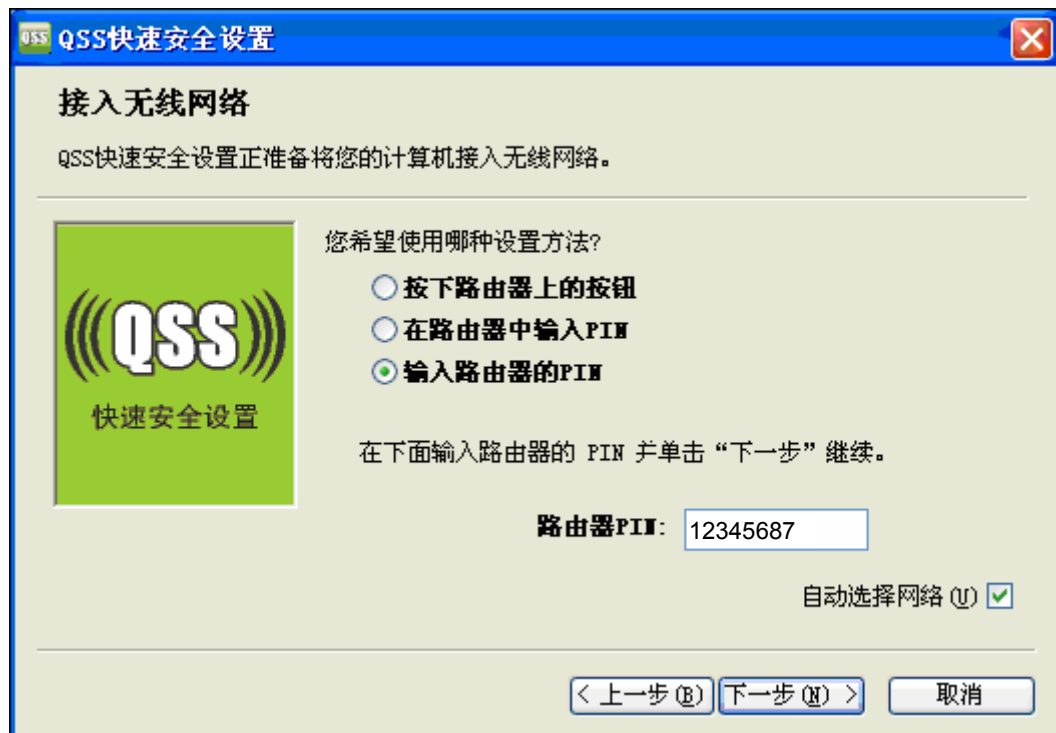 QSS QSS快速安全设置
接入无线网络
QSS快速安全设置正准备将您的计算机接入无线网络。
QSS
快速安全设置
您希望使用哪种设置方法?
按下路由器上的按钮
在路由器中输入PIN
输入路由器的PIN
在下面输入路由器的 PIN 并单击“下一步”继续。
路由器PIN: 12345687
自动选择网络(U)
< 上一步(B) 下一步(N) > 取消